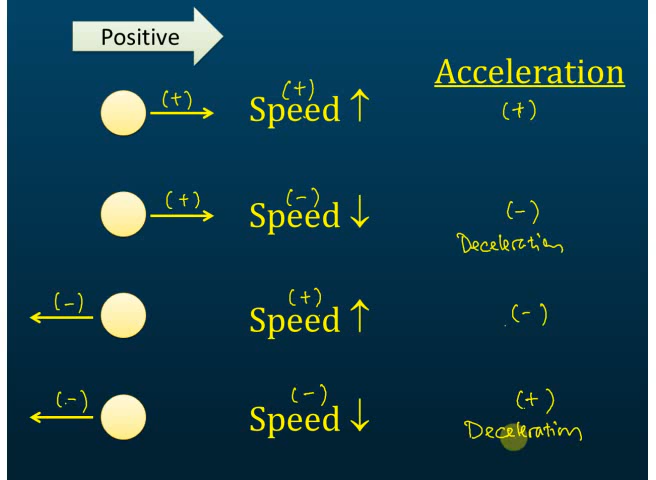 Positive
Acceleration
(+) (+) Speed ↑ (+)
(+) (-) Speed ↓ (-)
Deceleration
(-) (+) Speed ↑ (-)
(-) (-) Speed ↓ (+)
Deceleration